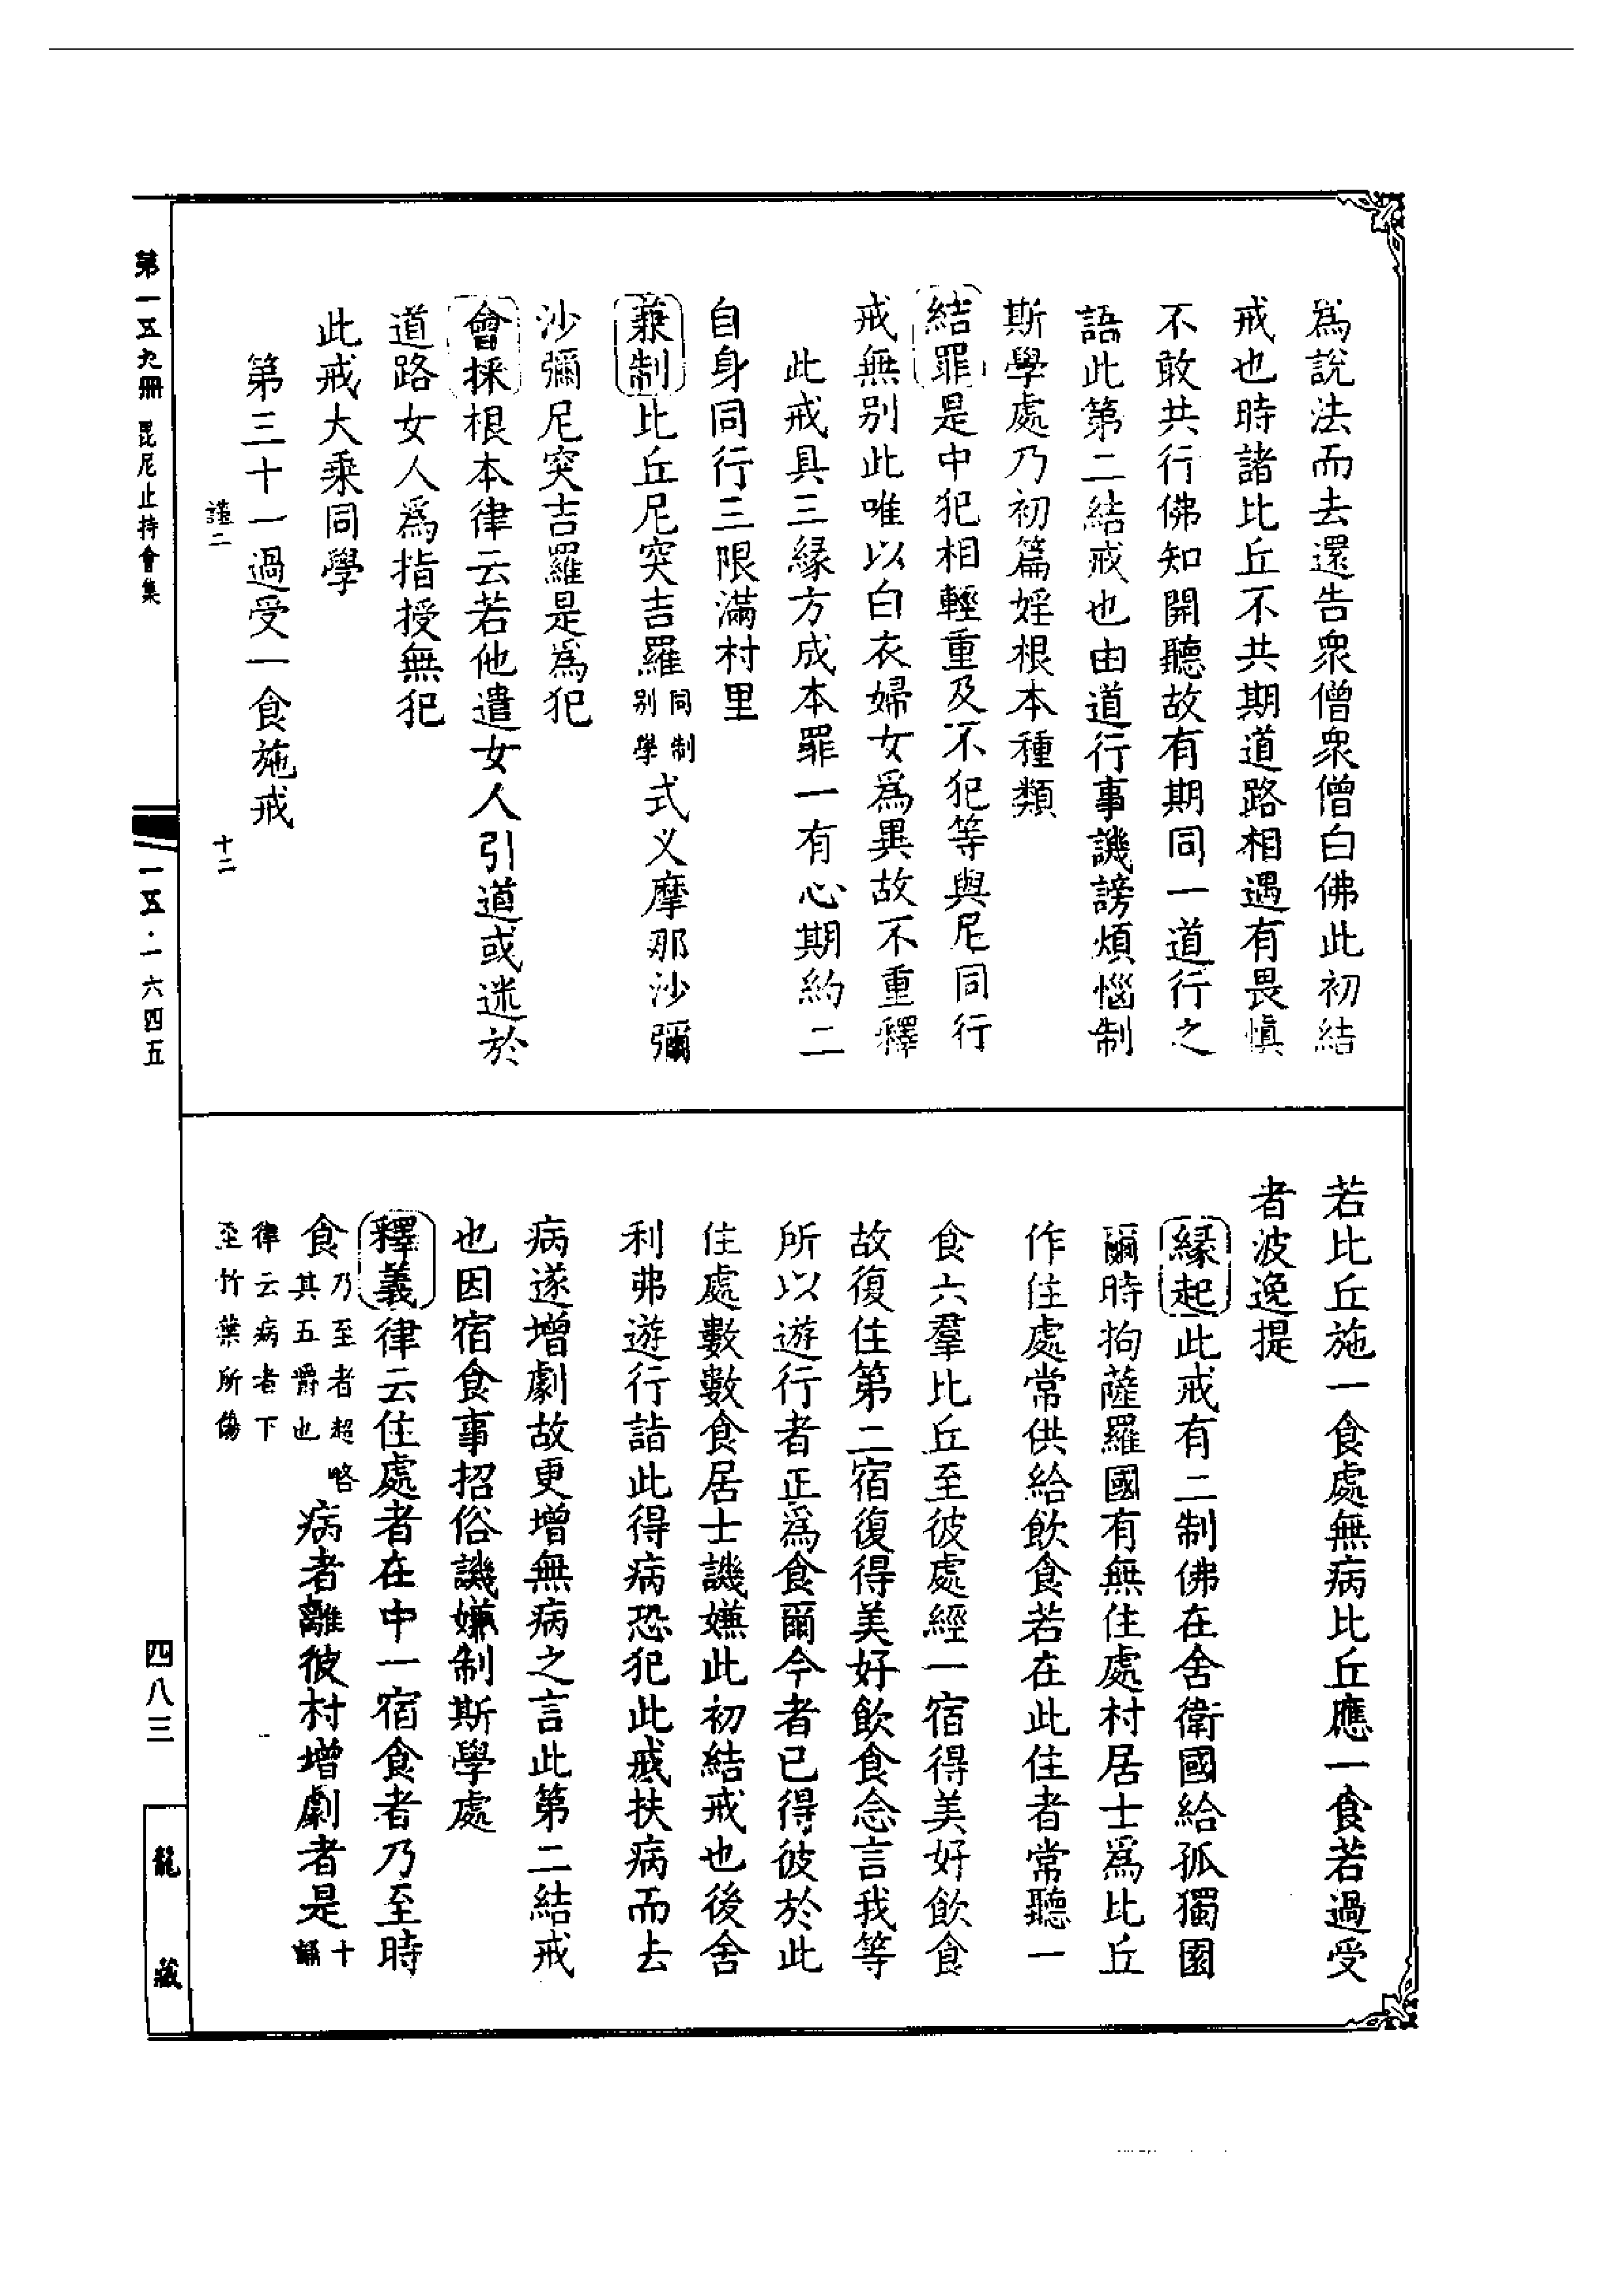 為說法而去還告衆僧衆僧白佛此初結
戒也時諸比丘不共期道路相遇有畏慎
不敢共行佛知開聽故有期同一道行之
語此第二結戒也由道行事譏謗煩惱制
斯學處乃初篇婬根本種類
結罪是中犯相輕重及不犯等與尼同行
戒無別此唯以白衣婦女為異故不重釋
此戒具三緣方成本罪一有心期約二
自身同行三限滿村里
兼制比丘尼突吉羅同制別學式义摩那沙彌
沙彌尼突吉羅是為犯
會採根本律云若他遣女人引道或迷於
道路女人為指授無犯
此戒大乘同學
第三十一過受一食施戒
謹二 十二
若比丘施一食處無病比丘應一食若過受
者波逸提
緣起此戒有二制佛在舍衛國給孤獨園
爾時拘薩羅國有無住處村居士為比丘
作住處常供給飲食若在此住者常聽一
食六羣比丘至彼處經一宿得美好飲食
故復住第二宿復得美好飲食念言我等
所以遊行者正為食爾今者已得彼於此
住處數數食居士譏嫌此初結戒也後舍
利弗遊行詣此得病恐犯此戒扶病而去
病遂增劇故更增無病之言此第二結戒
也因宿食事招俗譏嫌制斯學處
釋義律云住處者在中一宿食者乃至時
食乃至者超略其五爵也病者離彼村增劇者是十誦
律云病者下至竹葉所傷
第一五九冊 毘尼止持會集
一五·一六四五
四八三
龍藏